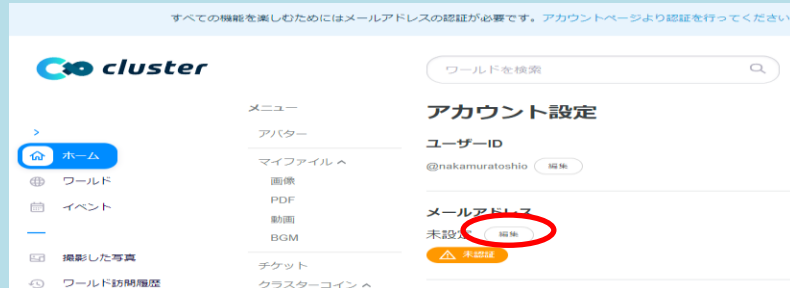 すべての機能を楽しむためにはメールアドレスの認証が必要です。アカウントページより認証を行ってください
cluster
ワールドを検索
>
ホーム
ワールド
イベント
撮影した写真
ワールド訪問履歴
メニュー
アバター
マイファイル ^
画像
PDF
動画
BGM
チケット
クラスターコイン ^
アカウント設定
ユーザーID
@nakamuratoshio 編集
メールアドレス
未設定 編集
未認証